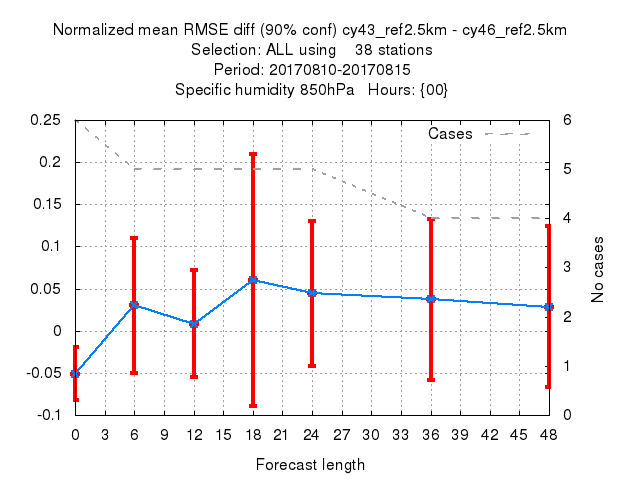 Normalized mean RMSE diff (90% conf) cy43_ref2.5km - cy46_ref2.5km
Selection: ALL using 38 stations
Period: 20170810-20170815
Specific humidity 850hPa Hours: {00}
Cases
0.25
0.2
0.15
0.1
0.05
0
-0.05
-0.1
6
5
4
3
2
1
0
No cases
0 3 6 9 12 15 18 21 24 27 30 33 36 39 42 45 48
Forecast length